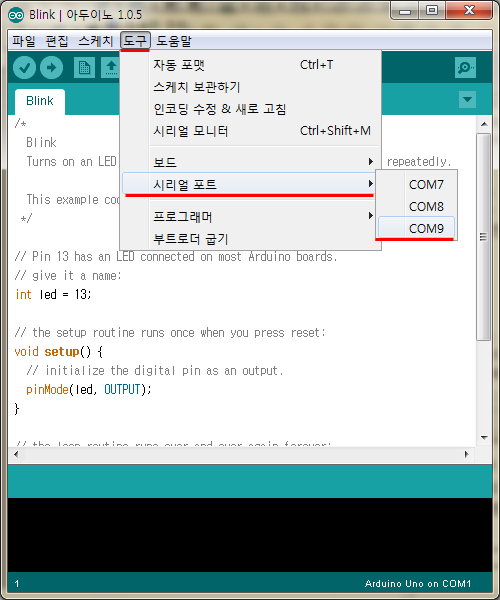 Blink | 아두이노 1.0.5
파일 편집 스케치 도구 도움말
자동 포맷 Ctrl+T
스케치 보관하기
인코딩 수정 & 새로 고침
시리얼 모니터 Ctrl+Shift+M
보드
시리얼 포트
프로그래머
부트로더 굽기
COM7
COM8
COM9
Blink
/*
Blink
Turns on an LED repeatedly.
This example co
*/
// Pin 13 has an LED connected on most Arduino boards.
// give it a name:
int led = 13;
// the setup routine runs once when you press reset:
void setup() {
// initialize the digital pin as an output.
pinMode(led, OUTPUT);
}
// the loop routine runs over and over again forever:
1 Arduino Uno on COM1